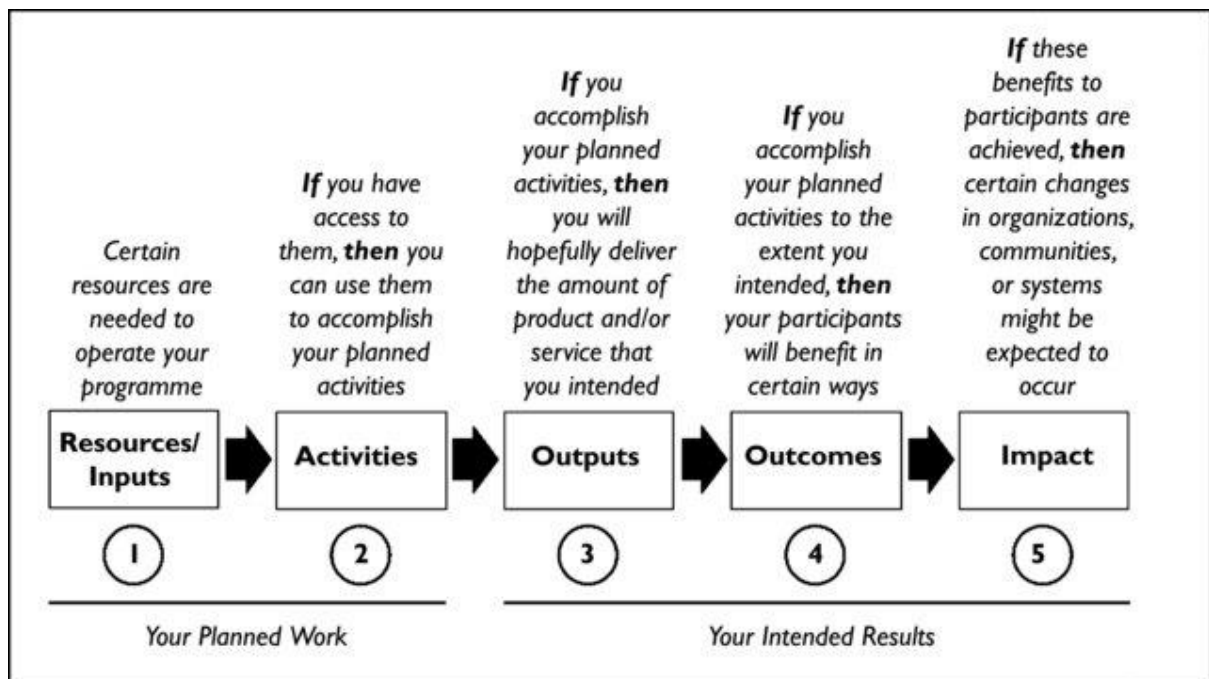 Certain
resources are
needed to
operate your
programme
If you have
access to
them, then you
can use them
to accomplish
your planned
activities
If you
accomplish
your planned
activities, then
you will
hopefully deliver
the amount of
product and/or
service that
you intended
If you
accomplish
your planned
activities to the
extent you
intended, then
your participants
will benefit in
certain ways
If these
benefits to
participants are
achieved, then
certain changes
in organizations,
communities,
or systems
might be
expected to
occur
Resources/
Inputs
Activities
Outputs
Outcomes
Impact
1
2
3
4
5
Your Planned Work
Your Intended Results